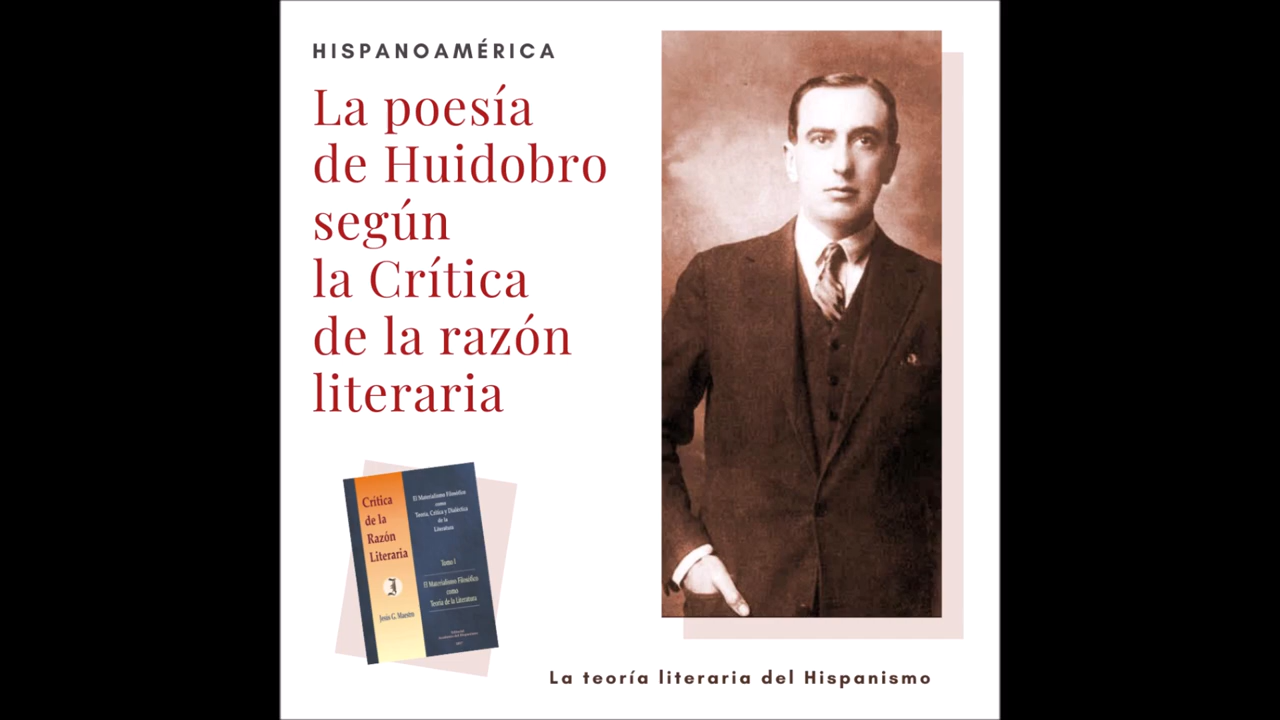 HISPANOAMÉRICA
La poesía
de Huidobro
según
la Crítica
de la razón
literaria
Crítica
de la
Razón
Literaria
Jesús G. Maestro
El Materialismo Filosófico
como
Teoría, Crítica y Dialéctica
de la
Literatura
Tomo I
El Materialismo Filosófico
como
Teoría de la Literatura
La teoría literaria del Hispanismo